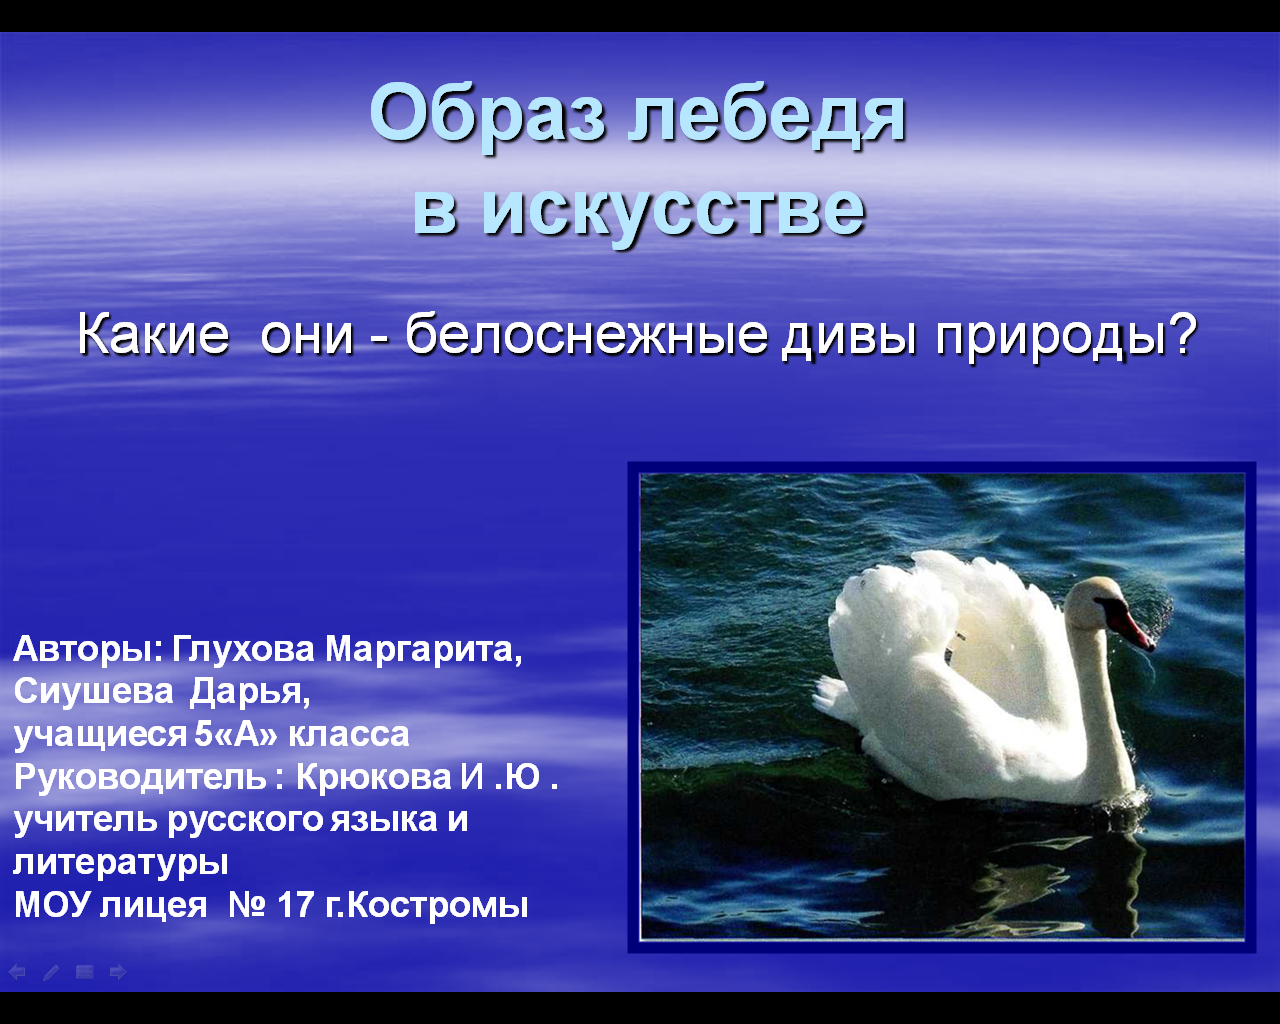 Образ лебедя
в искусстве
Какие они - белоснежные дивы природы?
Авторы: Глухова Маргарита,
Сиушева Дарья,
учащиеся 5«А» класса
Руководитель : Крюкова И .Ю .
учитель русского языка и
литературы
МОУ лицея № 17 г.Костромы